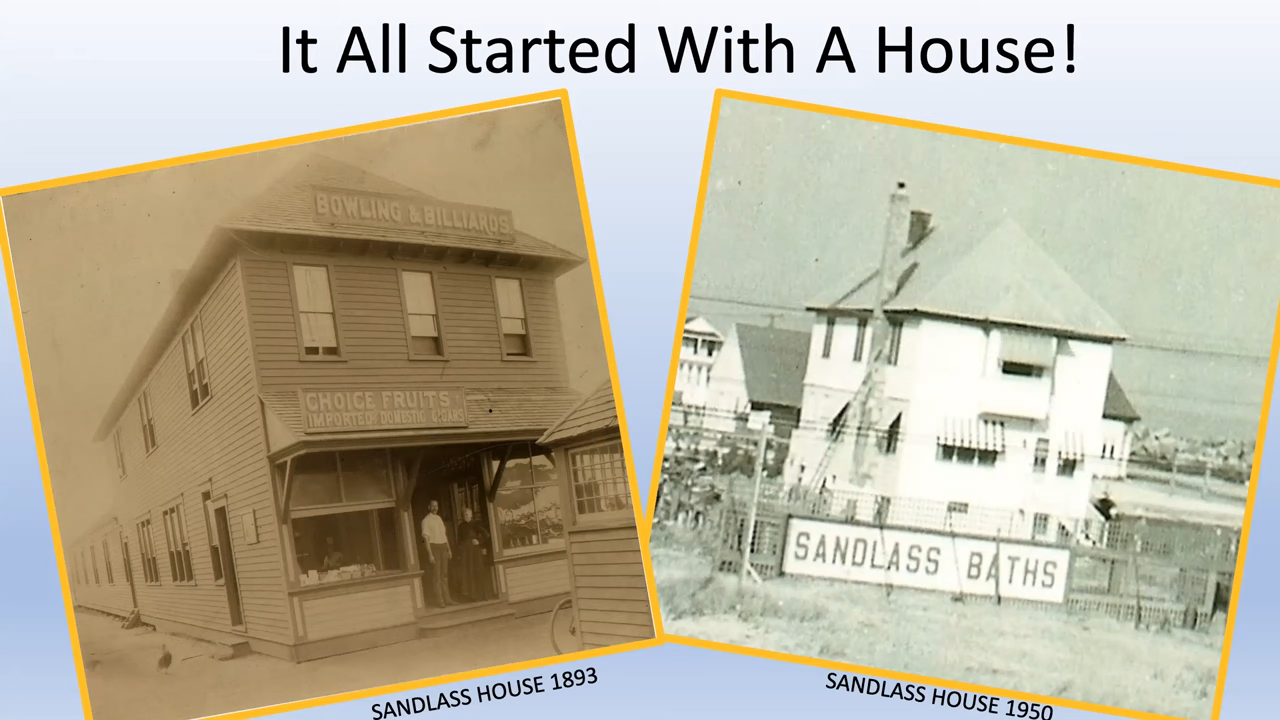 It All Started With A House!
BOWLING & BILLIARDS
CHOICE FRUITS
IMPORTED & DOMESTIC CIGARS
SANDLASS BATHS
SANDLASS HOUSE 1893
SANDLASS HOUSE 1950